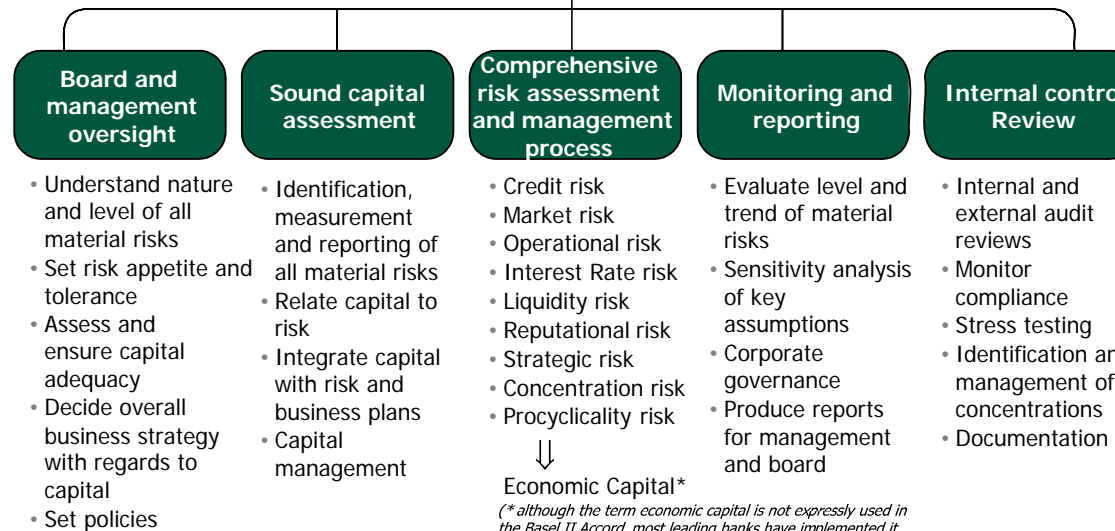 Board and
management
oversight
• Understand nature
and level of all
material risks
• Set risk appetite and
tolerance
• Assess and
ensure capital
adequacy
• Decide overall
business strategy
with regards to
capital
• Set policies
Sound capital
assessment
• Identification,
measurement
and reporting of
all material risks
• Relate capital to
risk
• Integrate capital
with risk and
business plans
• Capital
management
Comprehensive
risk assessment
and management
process
• Credit risk
• Market risk
• Operational risk
• Interest Rate risk
• Liquidity risk
• Reputational risk
• Strategic risk
• Concentration risk
• Procyclicality risk
⇓
Economic Capital*
(* although the term economic capital is not expressly used in
the Basel II Accord, most leading banks have implemented it
Monitoring and
reporting
• Evaluate level and
trend of material
risks
• Sensitivity analysis
of key
assumptions
• Corporate
governance
• Produce reports
for management
and board
Internal contro
Review
• Internal and
external audit
reviews
• Monitor
compliance
• Stress testing
• Identification an
management of
concentrations
• Documentation